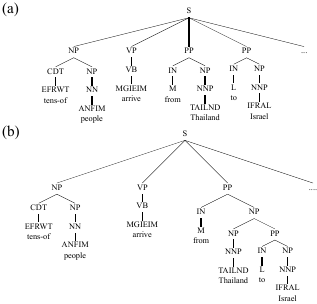 (a)
S
NP VP PP PP ...
CDT NP VB IN NP IN NNP
EFRWT NN MGIEIM M NNP L IFRAL
tens-of ANFIM arrive from TAILND to Israel
people Thailand
(b)
S
NP VP PP ....
CDT NP VB IN NP
EFRWT NN MGIEIM M NP PP
tens-of ANFIM arrive from NNP IN NP
people TAILND L NNP
Thailand to IFRAL
Israel